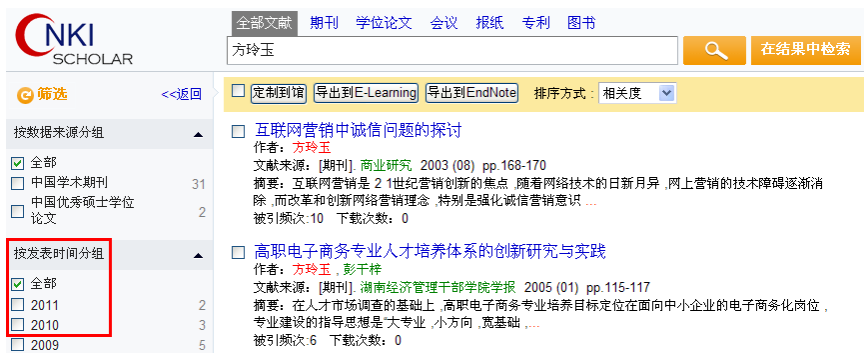 CNKI
SCHOLAR
全部文献 期刊 学位论文 会议 报纸 专利 图书
方玲玉
在结果中检索
筛选 <<返回
定制到馆 导出到E-Learning 导出到EndNote 排序方式：相关度
按数据来源分组
全部
中国学术期刊 31
中国优秀硕士学位
论文 2
按发表时间分组
全部
2011 2
2010 3
2009 5
互联网营销中诚信问题的探讨
作者：方玲玉
文献来源：[期刊]. 商业研究 2003 (08) pp.168-170
摘要：互联网营销是 2 1世纪营销创新的焦点 ,随着网络技术的日新月异 ,网上营销的技术障碍逐渐消
除 ,而改革和创新网络营销理念 ,特别是强化诚信营销意识 ...
被引频次:10 下载次数：0
高职电子商务专业人才培养体系的创新研究与实践
作者：方玲玉 , 彭干梓
文献来源：[期刊]. 湖南经济管理干部学院学报 2005 (01) pp.115-117
摘要：在人才市场调查的基础上 ,高职电子商务专业培养目标定位在面向中小企业的电子商务化岗位 ,
专业建设的指导思想是“大专业 ,小方向 ,宽基础 ,...
被引频次:6 下载次数：0